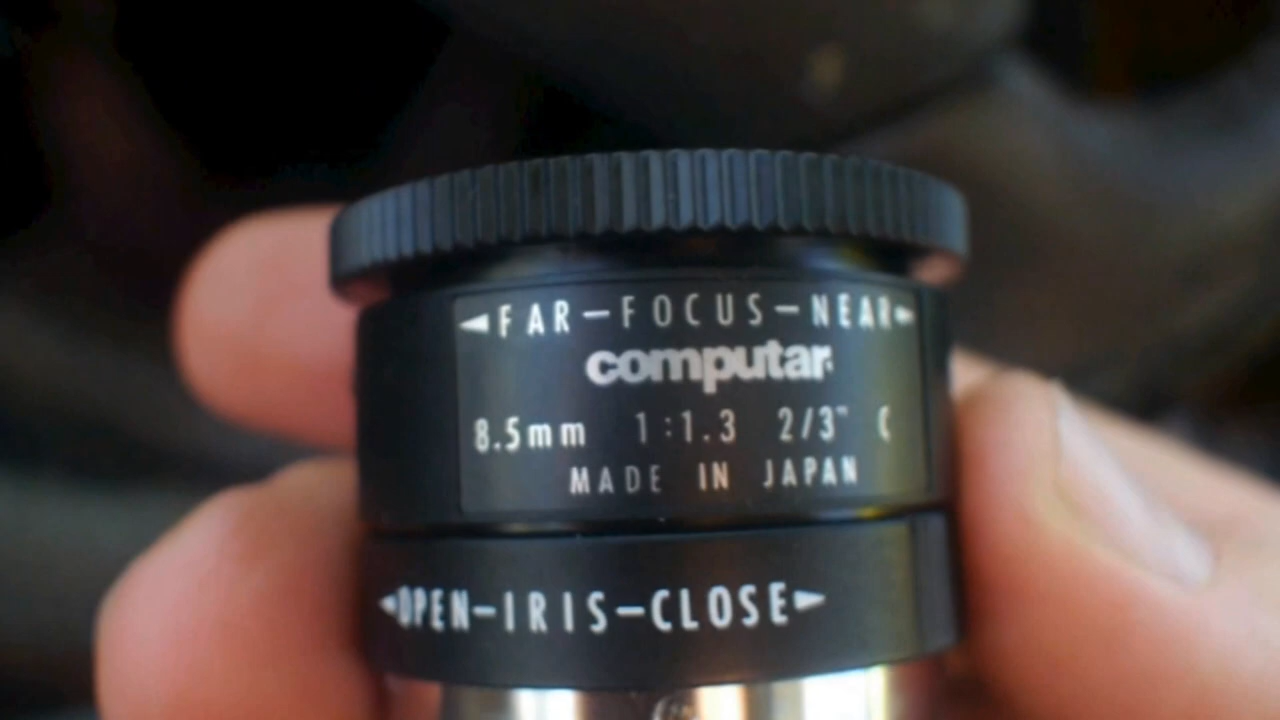 ◄FAR—FOCUS—NEAR►
computar
8.5mm 1:1.3 2/3" C
MADE IN JAPAN
◄OPEN—IRIS—CLOSE►